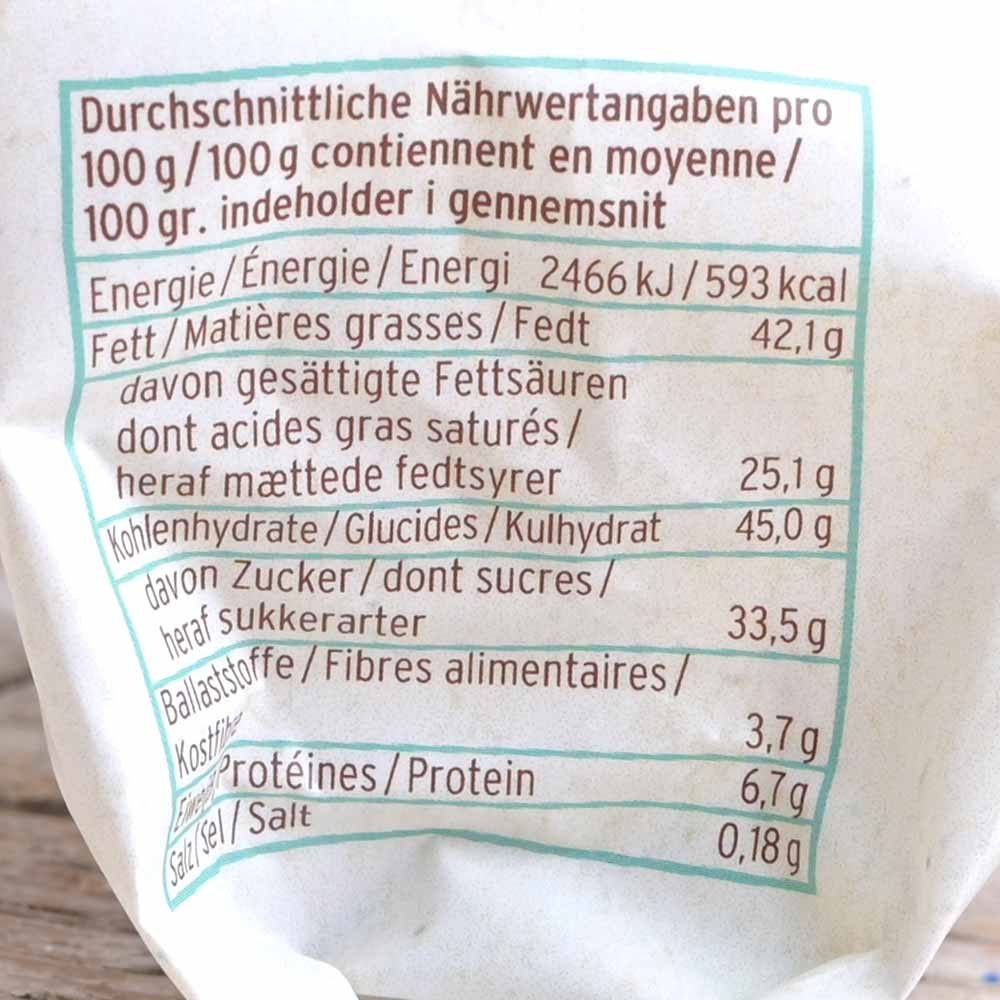 Durchschnittliche Nährwertangaben pro
100 g/100 g contiennent en moyenne/
100 gr. indeholder i gennemsnit
Energie/Énergie/Energi 2466 kJ/593 kcal
Fett/Matières grasses/Fedt 42,1 g
davon gesättigte Fettsäuren
dont acides gras saturés/
heraf mættede fedtsyrer 25,1 g
Kohlenhydrate/Glucides/Kulhydrat 45,0 g
davon Zucker/dont sucres/
heraf sukkerarter 33,5 g
Ballaststoffe/Fibres alimentaires/
3,7 g
Protéines/Protein 6,7 g
Salz/Sel/Salt 0,18 g